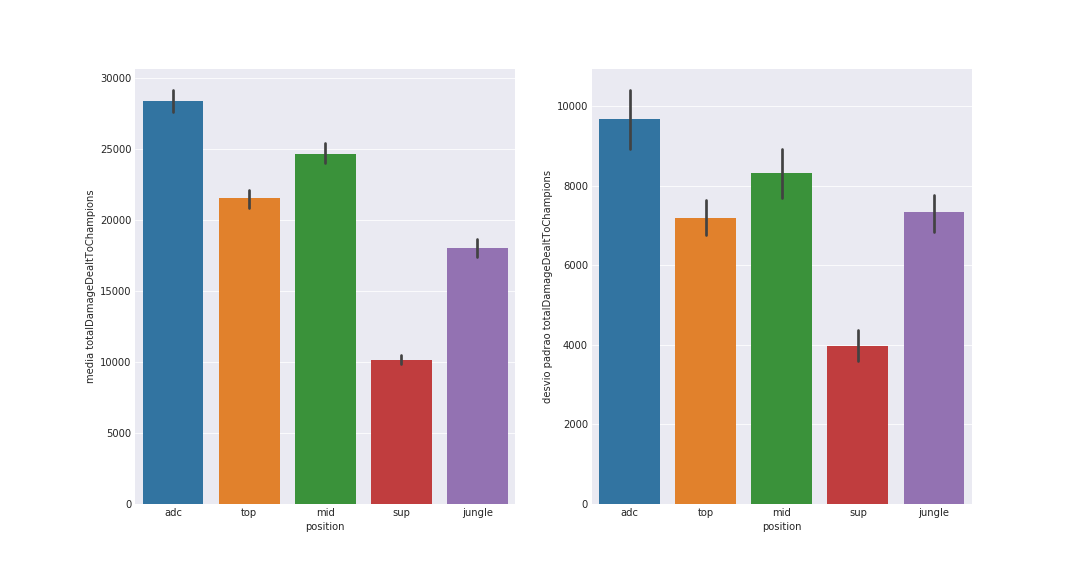 media totalDamageDealtToChampions
30000
25000
20000
15000
10000
5000
0
adc top mid sup jungle
position
desvio padrao totalDamageDealtToChampions
10000
8000
6000
4000
2000
0
adc top mid sup jungle
position